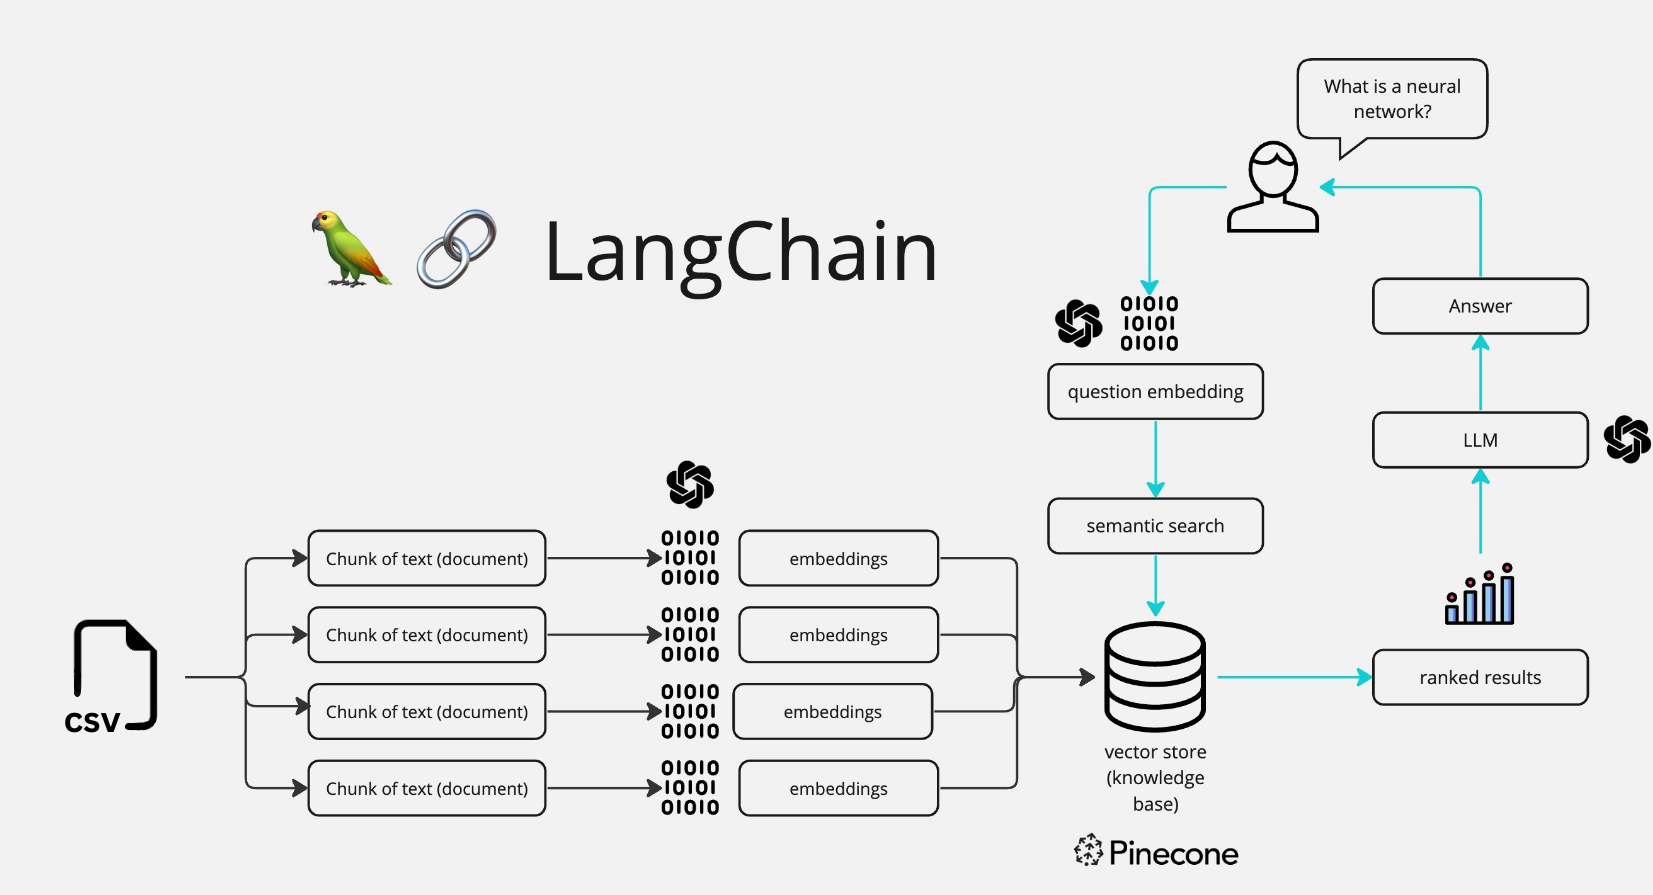 What is a neural
network?
LangChain
01010
10101
01010
question embedding
semantic search
Answer
LLM
ranked results
CSV
Chunk of text (document)
01010
10101
01010
embeddings
Chunk of text (document)
01010
10101
01010
embeddings
Chunk of text (document)
01010
10101
01010
embeddings
Chunk of text (document)
01010
10101
01010
embeddings
vector store
(knowledge
base)
Pinecone